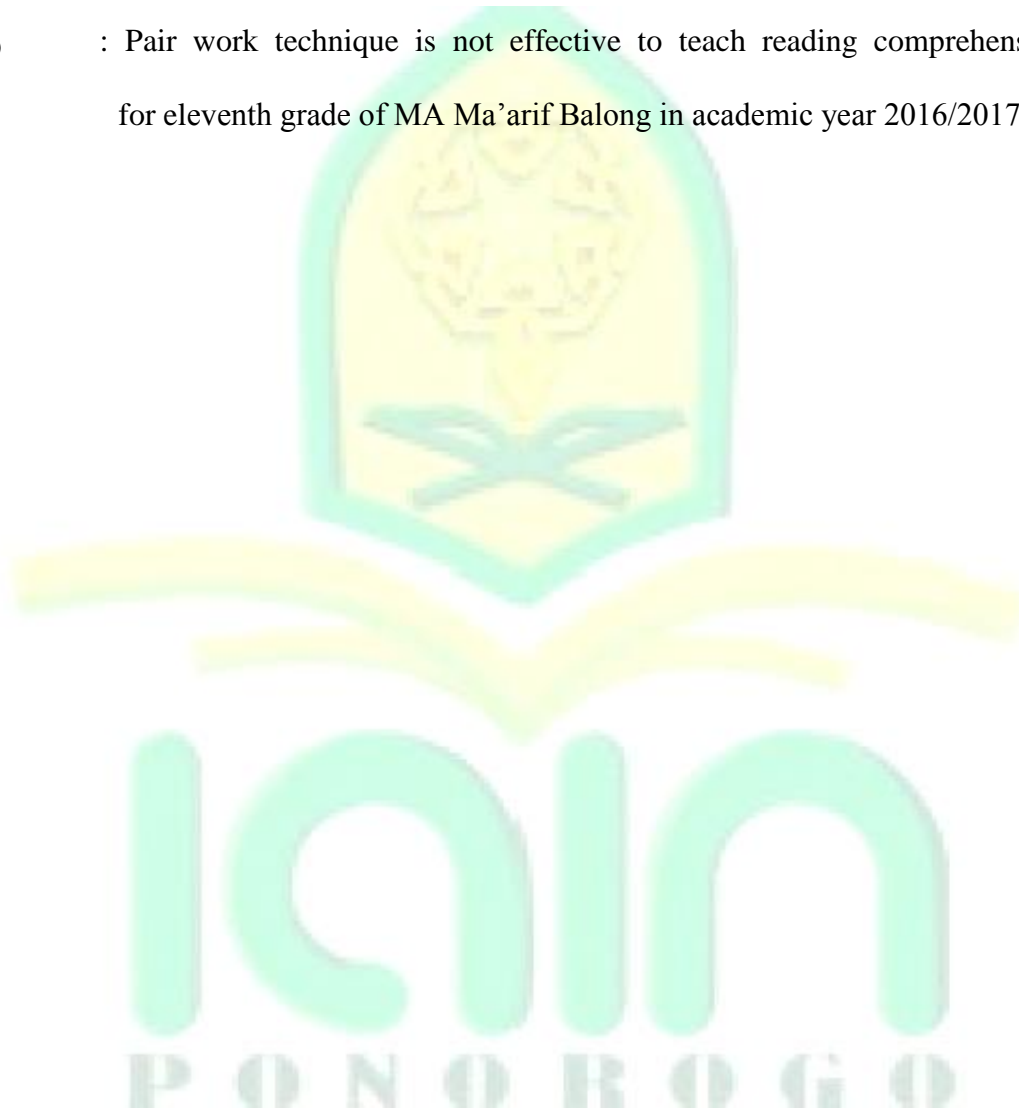 : Pair work technique is not effective to teach reading
for eleventh grade of MA Ma’arif Balong in academic year 2016/2017
IAIN
PONOROGO